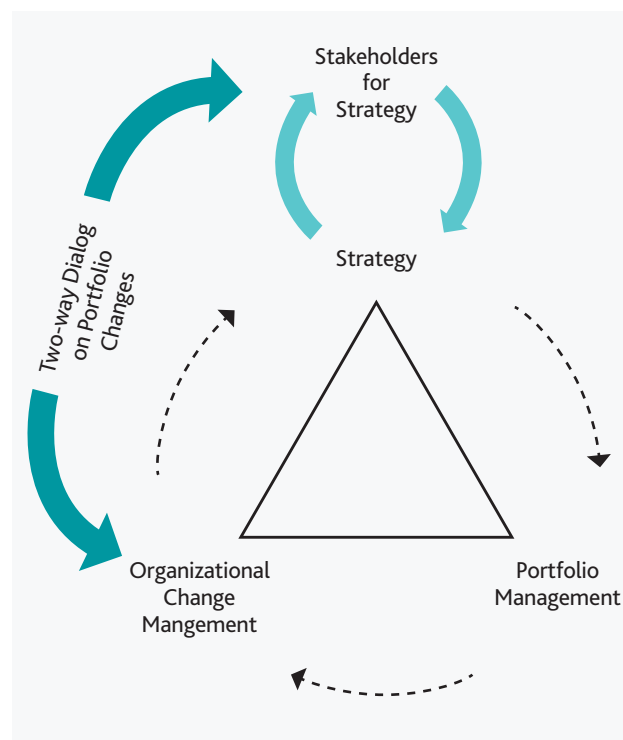 Stakeholders
for
Strategy
Strategy
Two-way Dialog
on Portfolio
Changes
Organizational
Change
Mangement
Portfolio
Management